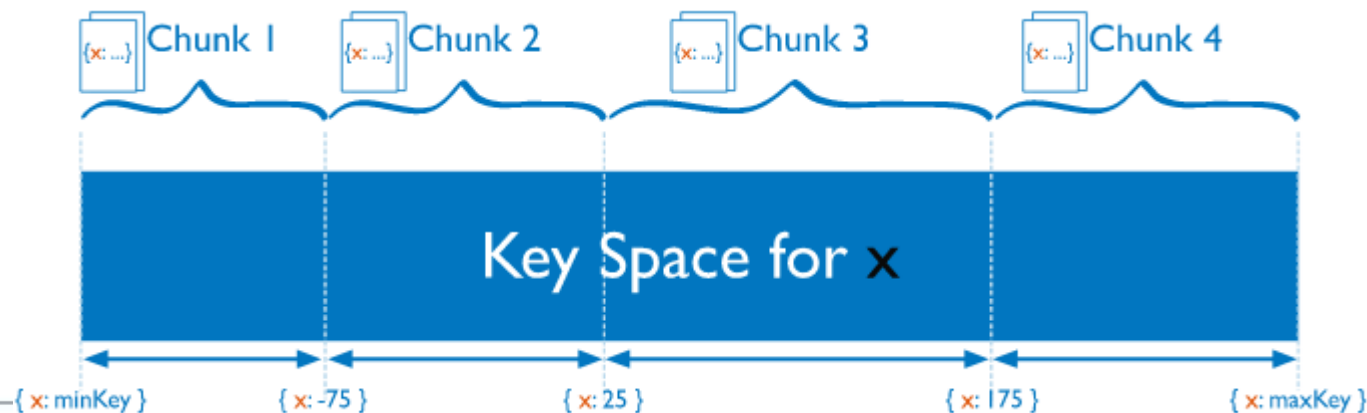 {x: ...} Chunk 1 {x: ...} Chunk 2 {x: ...} Chunk 3 {x: ...} Chunk 4
Key Space for x
{ x: minKey } { x: -75 } { x: 25 } { x: 175 } { x: maxKey }